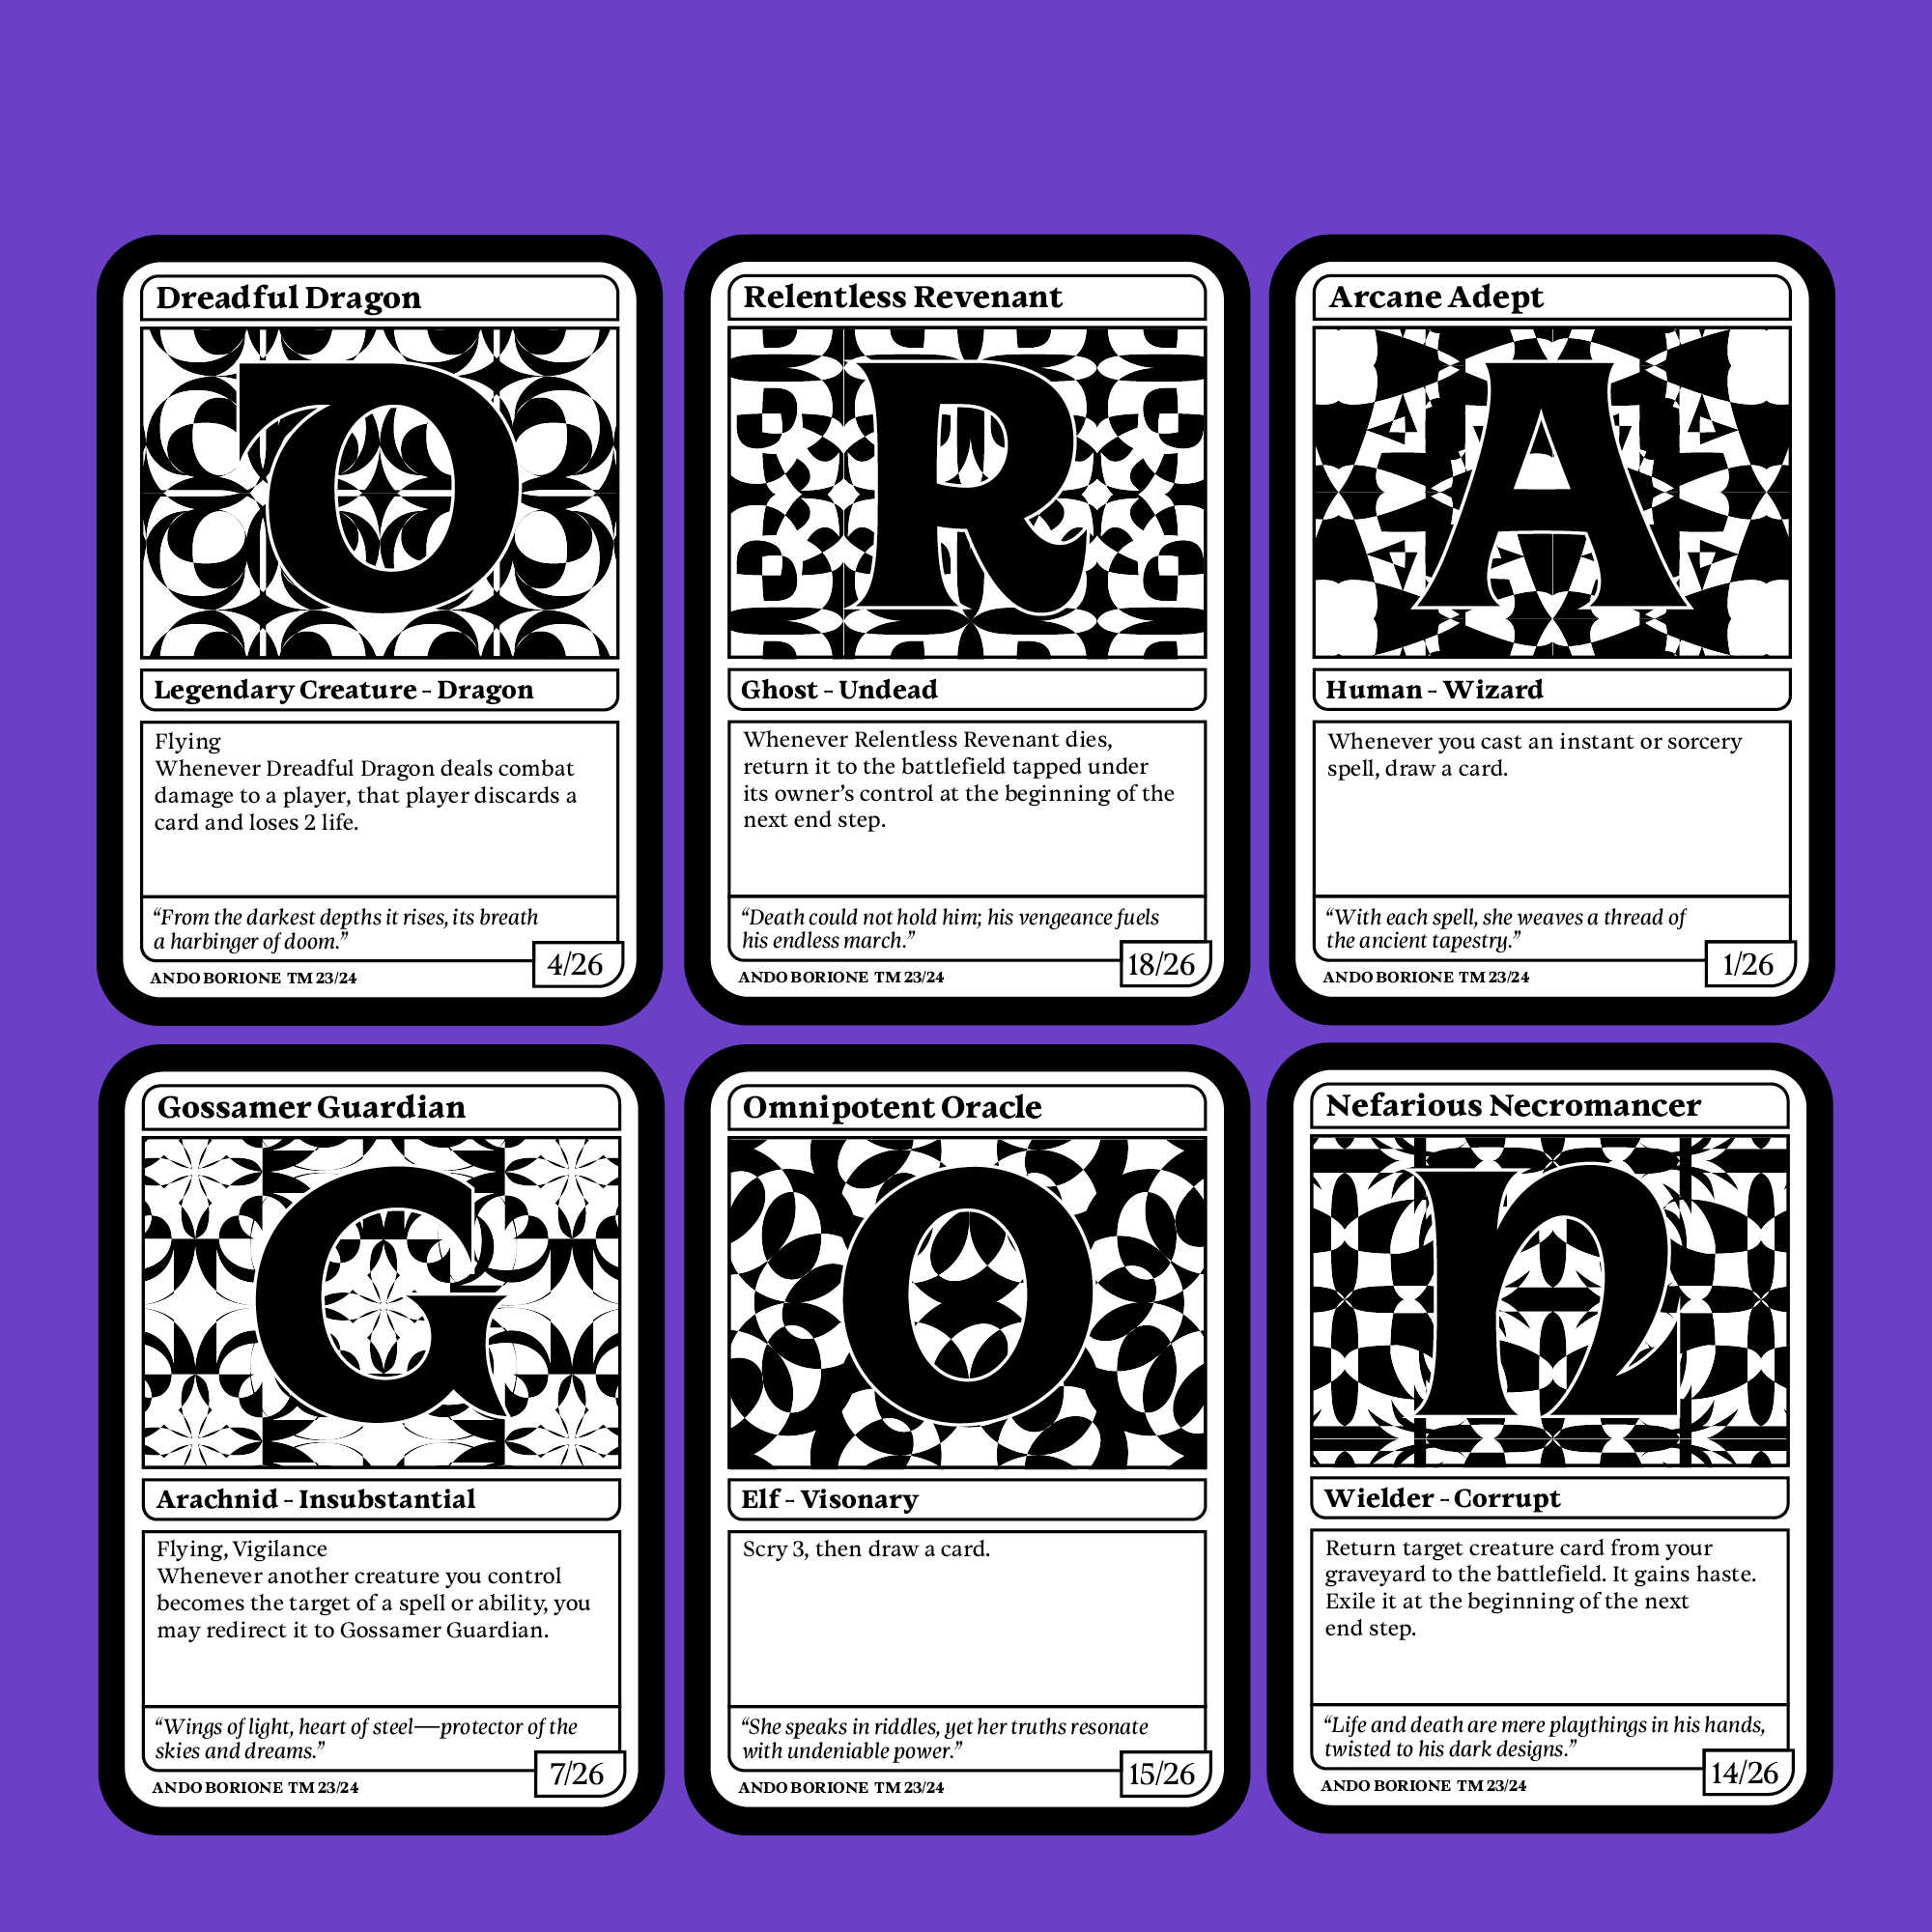 Dreadful Dragon
D
Legendary Creature - Dragon
Flying
Whenever Dreadful Dragon deals combat
damage to a player, that player discards a
card and loses 2 life.
“From the darkest depths it rises, its breath
a harbinger of doom.”
4/26
ANDO BORIONE TM 23/24
Relentless Revenant
R
Ghost - Undead
Whenever Relentless Revenant dies,
return it to the battlefield tapped under
its owner’s control at the beginning of the
next end step.
“Death could not hold him; his vengeance fuels
his endless march.”
18/26
ANDO BORIONE TM 23/24
Arcane Adept
A
Human - Wizard
Whenever you cast an instant or sorcery
spell, draw a card.
“With each spell, she weaves a thread of
the ancient tapestry.”
1/26
ANDO BORIONE TM 23/24
Gossamer Guardian
G
Arachnid - Insubstantial
Flying, Vigilance
Whenever another creature you control
becomes the target of a spell or ability, you
may redirect it to Gossamer Guardian.
“Wings of light, heart of steel—protector of the
skies and dreams.”
7/26
ANDO BORIONE TM 23/24
Omnipotent Oracle
O
Elf - Visonary
Scry 3, then draw a card.
“She speaks in riddles, yet her truths resonate
with undeniable power.”
15/26
ANDO BORIONE TM 23/24
Nefarious Necromancer
N
Wielder - Corrupt
Return target creature card from your
graveyard to the battlefield. It gains haste.
Exile it at the beginning of the next
end step.
“Life and death are mere playthings in his hands,
twisted to his dark designs.”
14/26
ANDO BORIONE TM 23/24